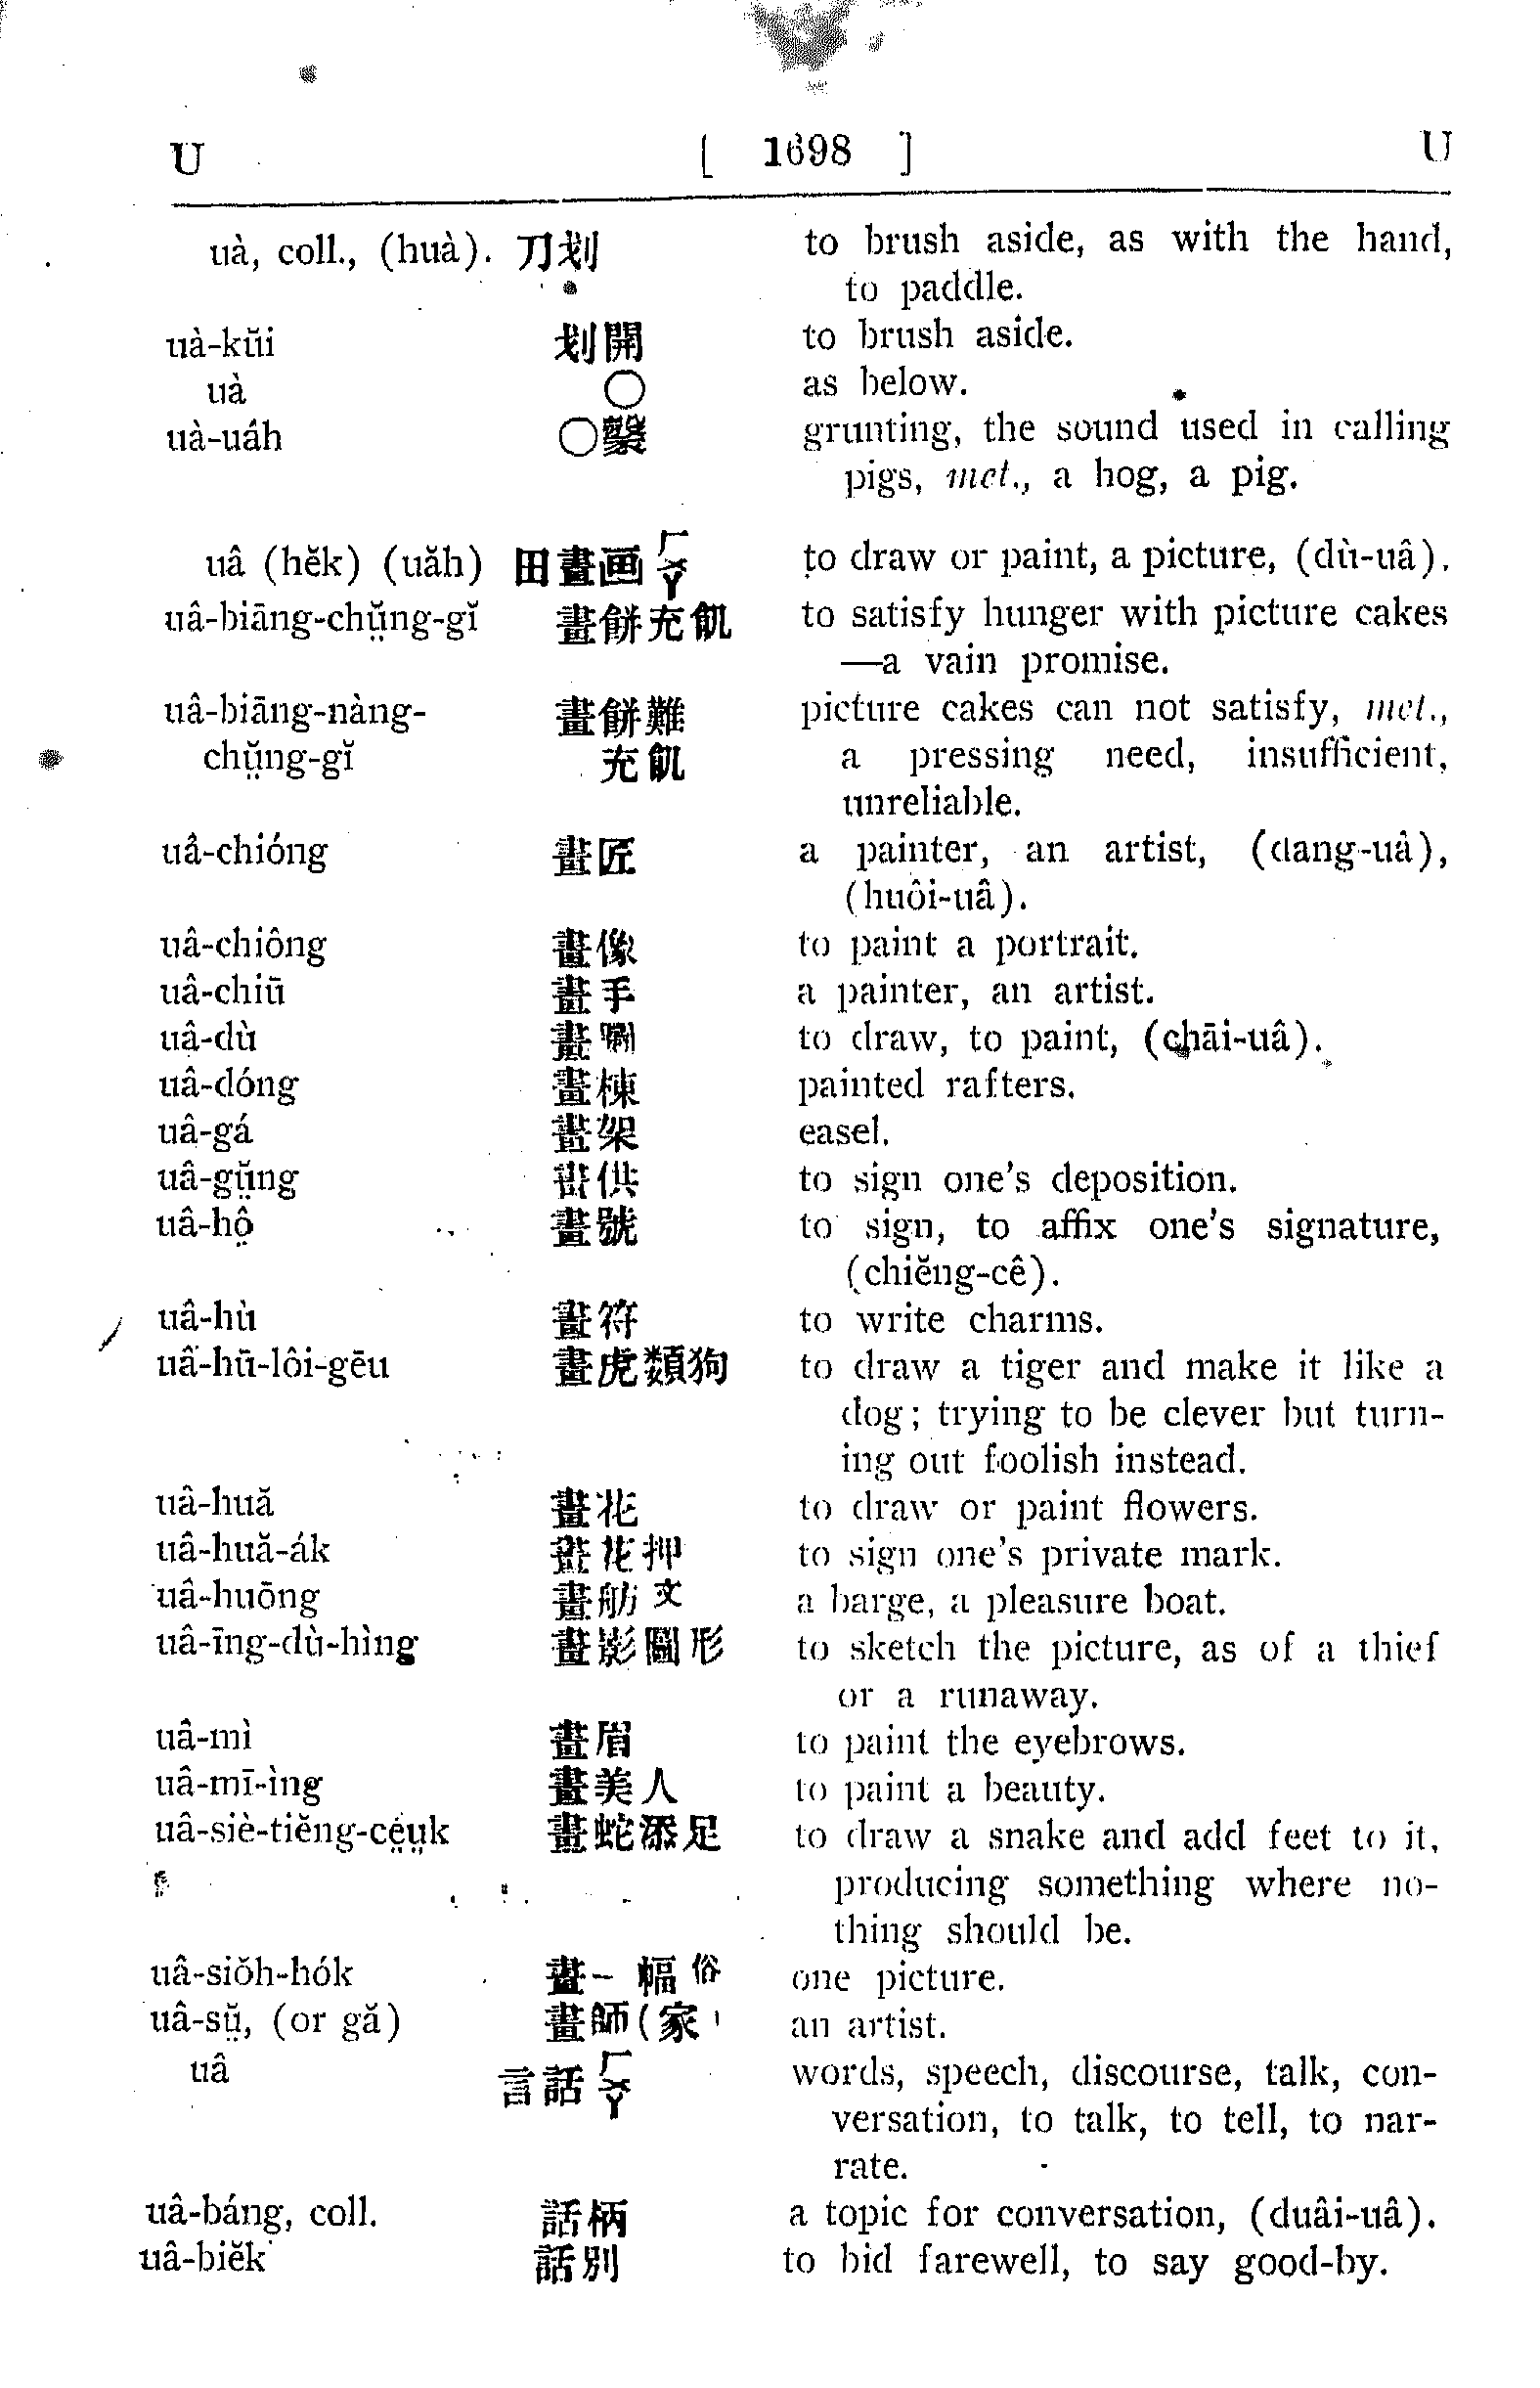 U [ 1698 ] U
uà, coll., (huà). 刀划 to brush aside, as with the hand,
to paddle.
uà-kŭi 划開 to brush aside.
uà ○ as below.
uà-uâh ○ grunting, the sound used in calling
pigs, met., a hog, a pig.
uâ (hĕk) (uăh) 田畫画 ㄏㄨㄚ to draw or paint, a picture, (dù-uâ).
uâ-biāng-chṳ̆ng-gĭ 畫餅充飢 to satisfy hunger with picture cakes
—a vain promise.
uâ-biāng-nàng- 畫餅難 picture cakes can not satisfy, met.,
chṳ̆ng-gĭ 充飢 a pressing need, insufficient,
unreliable.
uâ-chióng 畫匠 a painter, an artist, (dang-uâ),
(huôi-uâ).
uâ-chiông 畫像 to paint a portrait.
uâ-chiū 畫手 a painter, an artist.
uâ-dù 畫 to draw, to paint, (chāi-uâ).
uâ-dóng 畫棟 painted rafters.
uâ-gá 畫架 easel.
uâ-gṳ̆ng 畫供 to sign one's deposition.
uâ-hô̤ 畫號 to sign, to affix one's signature,
(chiĕng-cê).
uâ-hù 畫符 to write charms.
uâ-hū-lôi-gēu 畫虎類狗 to draw a tiger and make it like a
dog; trying to be clever but turn-
ing out foolish instead.
uâ-huă 畫花 to draw or paint flowers.
uâ-huă-ák 畫花押 to sign one's private mark.
uâ-huōng 畫舫文 a barge, a pleasure boat.
uâ-īng-dù-hìng 畫影圖形 to sketch the picture, as of a thief
or a runaway.
uâ-mì 畫眉 to paint the eyebrows.
uâ-mī-ìng 畫美人 to paint a beauty.
uâ-siè-tiĕng-cé̤ṳk 畫蛇添足 to draw a snake and add feet to it,
producing something where no-
thing should be.
uâ-siŏh-hók 畫一幅俗 one picture.
uâ-sṳ̆, (or gă) 畫師(家) an artist.
uâ 言話 ㄏㄨㄚ words, speech, discourse, talk, con-
versation, to talk, to tell, to nar-
rate.
uâ-báng, coll. 話柄 a topic for conversation, (duâi-uâ).
uâ-biĕk 話別 to bid farewell, to say good-by.